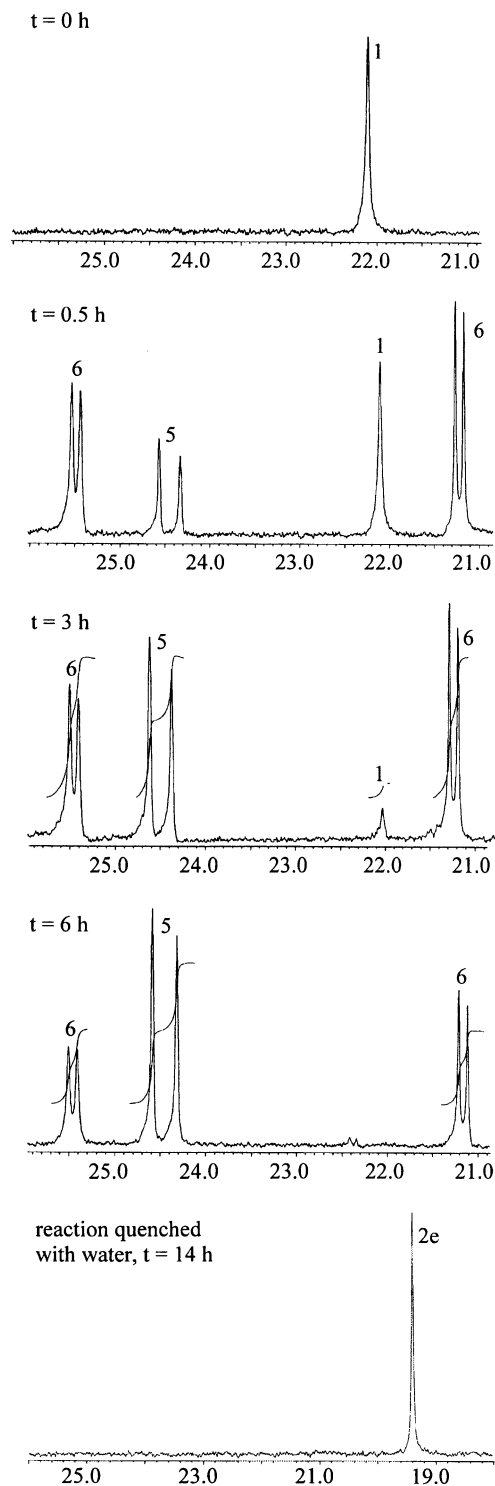 t = 0 h
1
25.0 24.0 23.0 22.0 21.0
t = 0.5 h
6 5 1 6
25.0 24.0 23.0 22.0 21.0
t = 3 h
6 5 1 6
25.0 24.0 23.0 22.0 21.0
t = 6 h
6 5 6
25.0 24.0 23.0 22.0 21.0
reaction quenched
with water, t = 14 h
2e
25.0 23.0 21.0 19.0